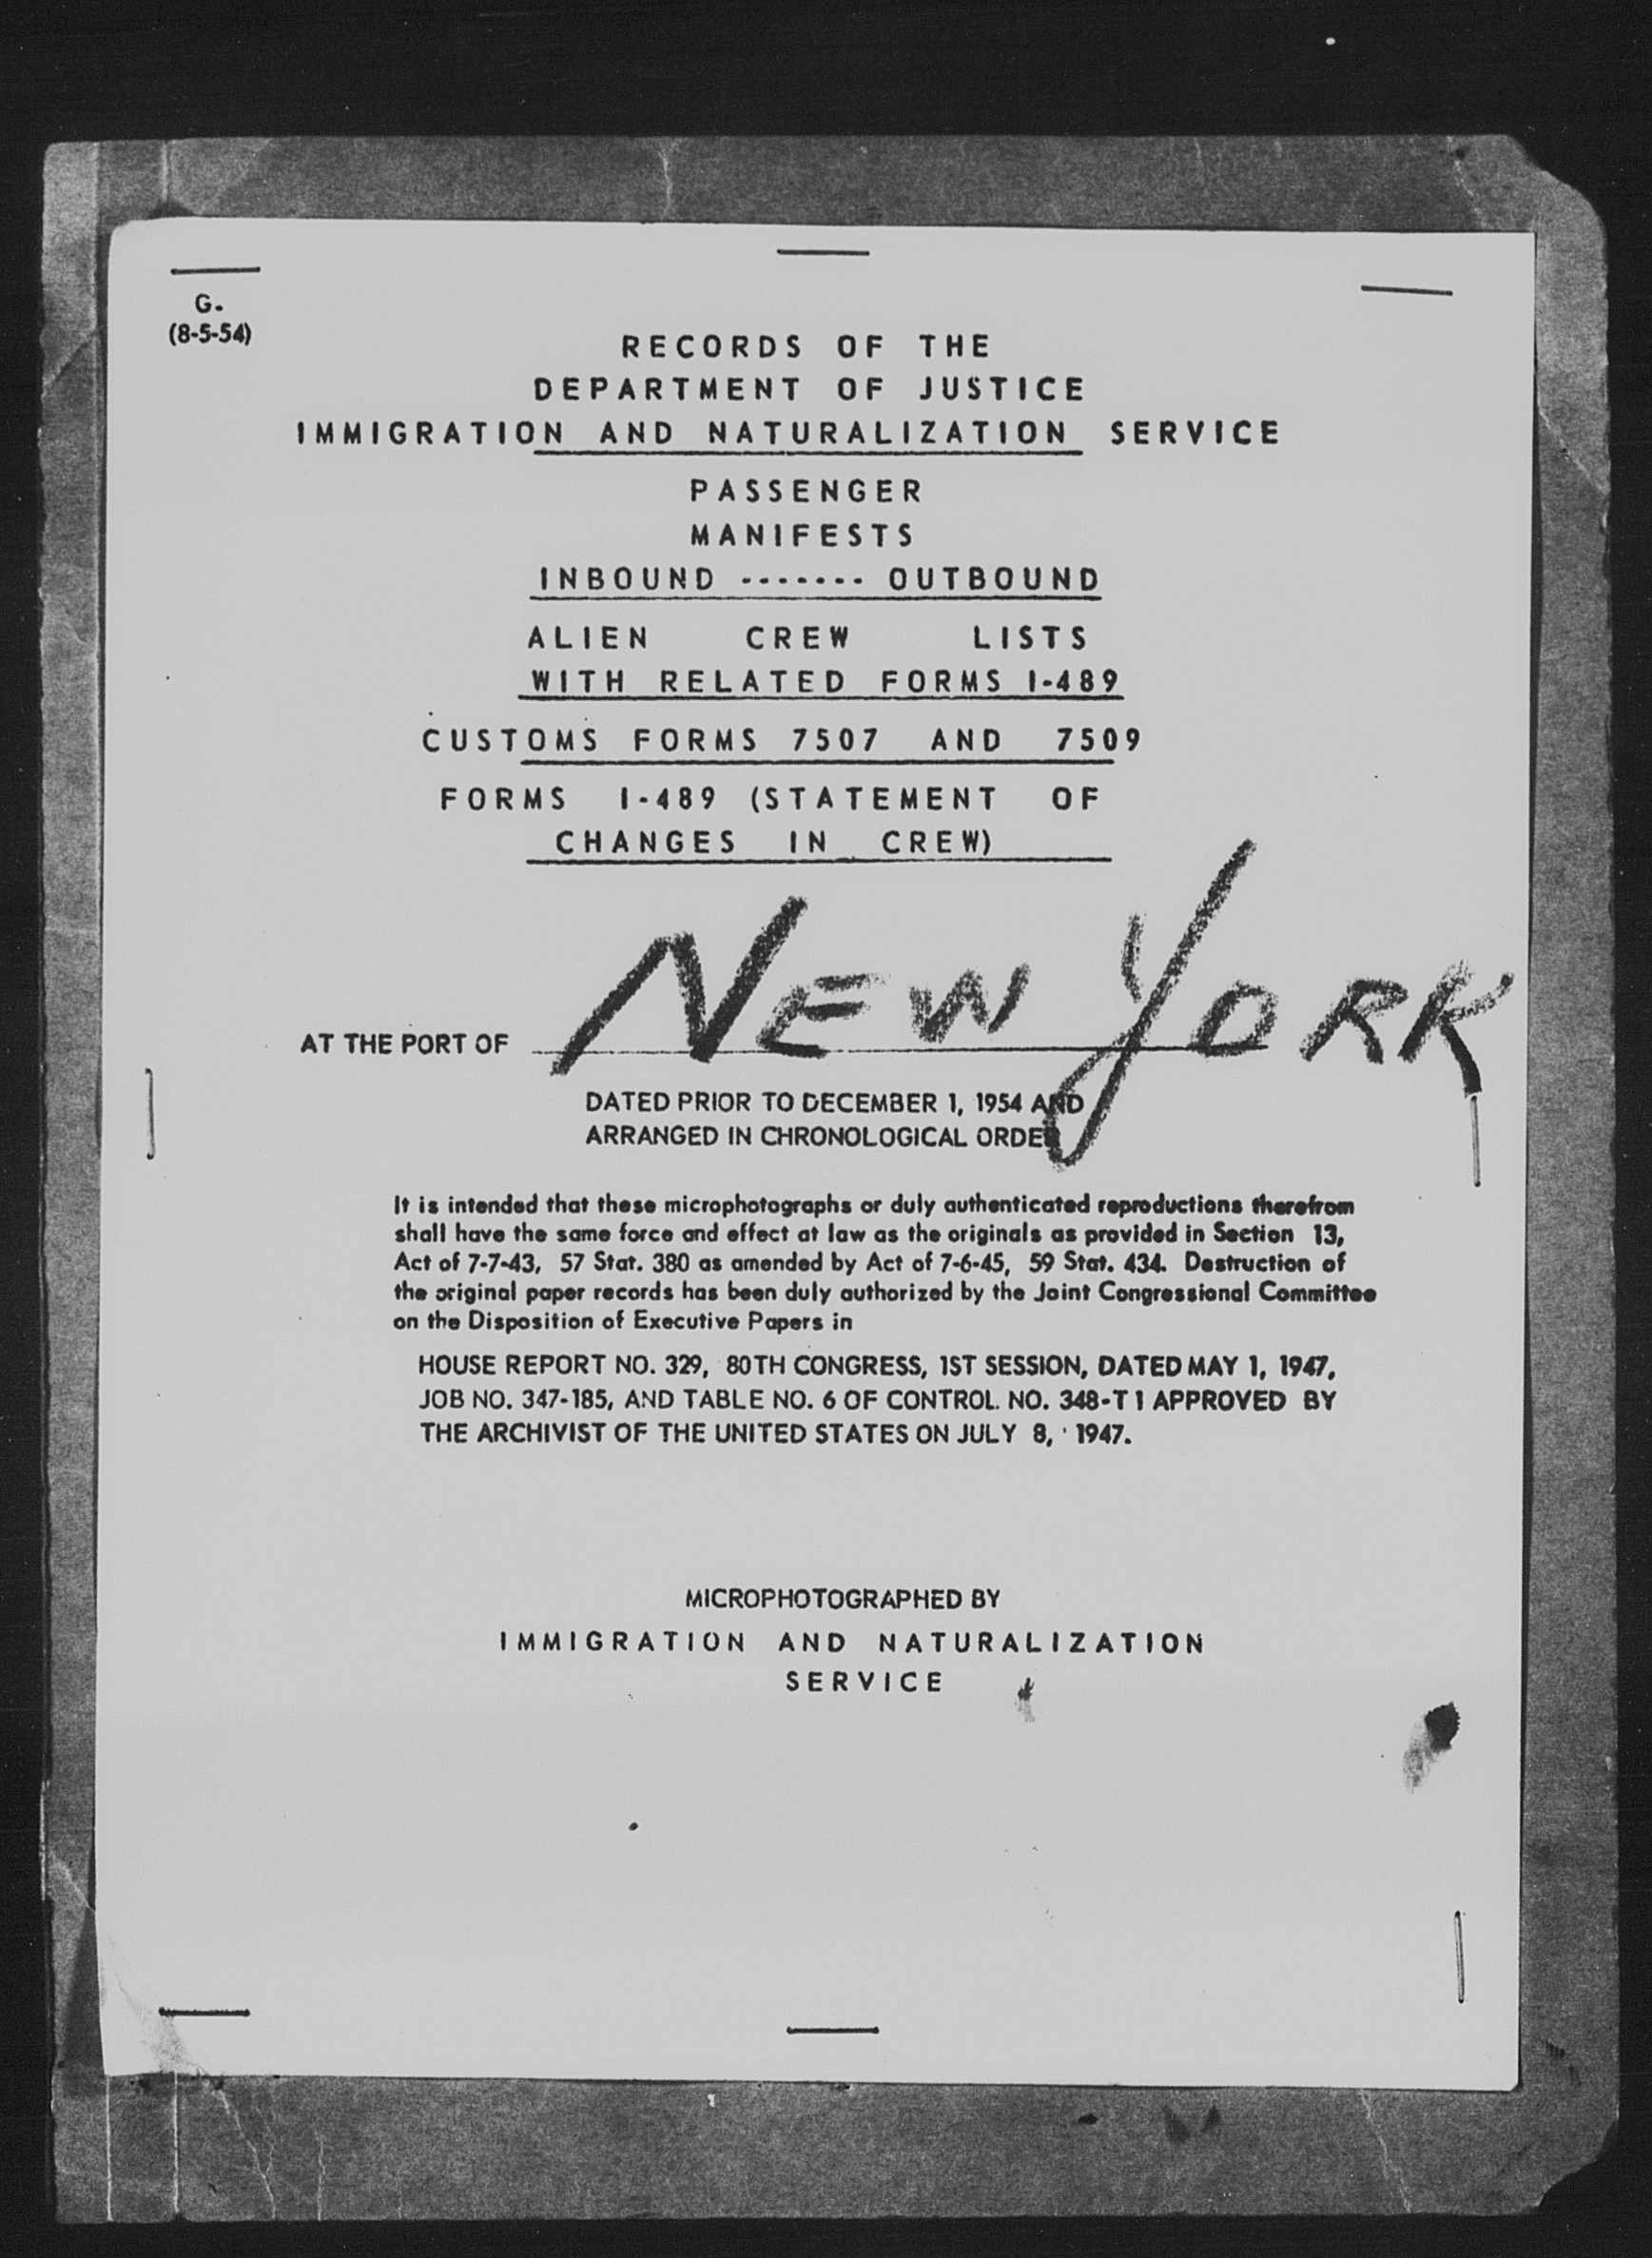 G.
(8-5-54)
RECORDS OF THE
DEPARTMENT OF JUSTICE
IMMIGRATION AND NATURALIZATION SERVICE
PASSENGER
MANIFESTS
INBOUND ------- OUTBOUND
ALIEN CREW LISTS
WITH RELATED FORMS I-489
CUSTOMS FORMS 7507 AND 7509
FORMS I-489 (STATEMENT OF
CHANGES IN CREW)
AT THE PORT OF NEW YORK
DATED PRIOR TO DECEMBER 1, 1954 AND
ARRANGED IN CHRONOLOGICAL ORDER
It is intended that these microphotographs or duly authenticated reproductions therefrom
shall have the same force and effect at law as the originals as provided in Section 13,
Act of 7-7-43, 57 Stat. 380 as amended by Act of 7-6-45, 59 Stat. 434. Destruction of
the original paper records has been duly authorized by the Joint Congressional Committee
on the Disposition of Executive Papers in
HOUSE REPORT NO. 329, 80TH CONGRESS, 1ST SESSION, DATED MAY 1, 1947,
JOB NO. 347-185, AND TABLE NO. 6 OF CONTROL. NO. 348-T1 APPROVED BY
THE ARCHIVIST OF THE UNITED STATES ON JULY 8, 1947.
MICROPHOTOGRAPHED BY
IMMIGRATION AND NATURALIZATION
SERVICE